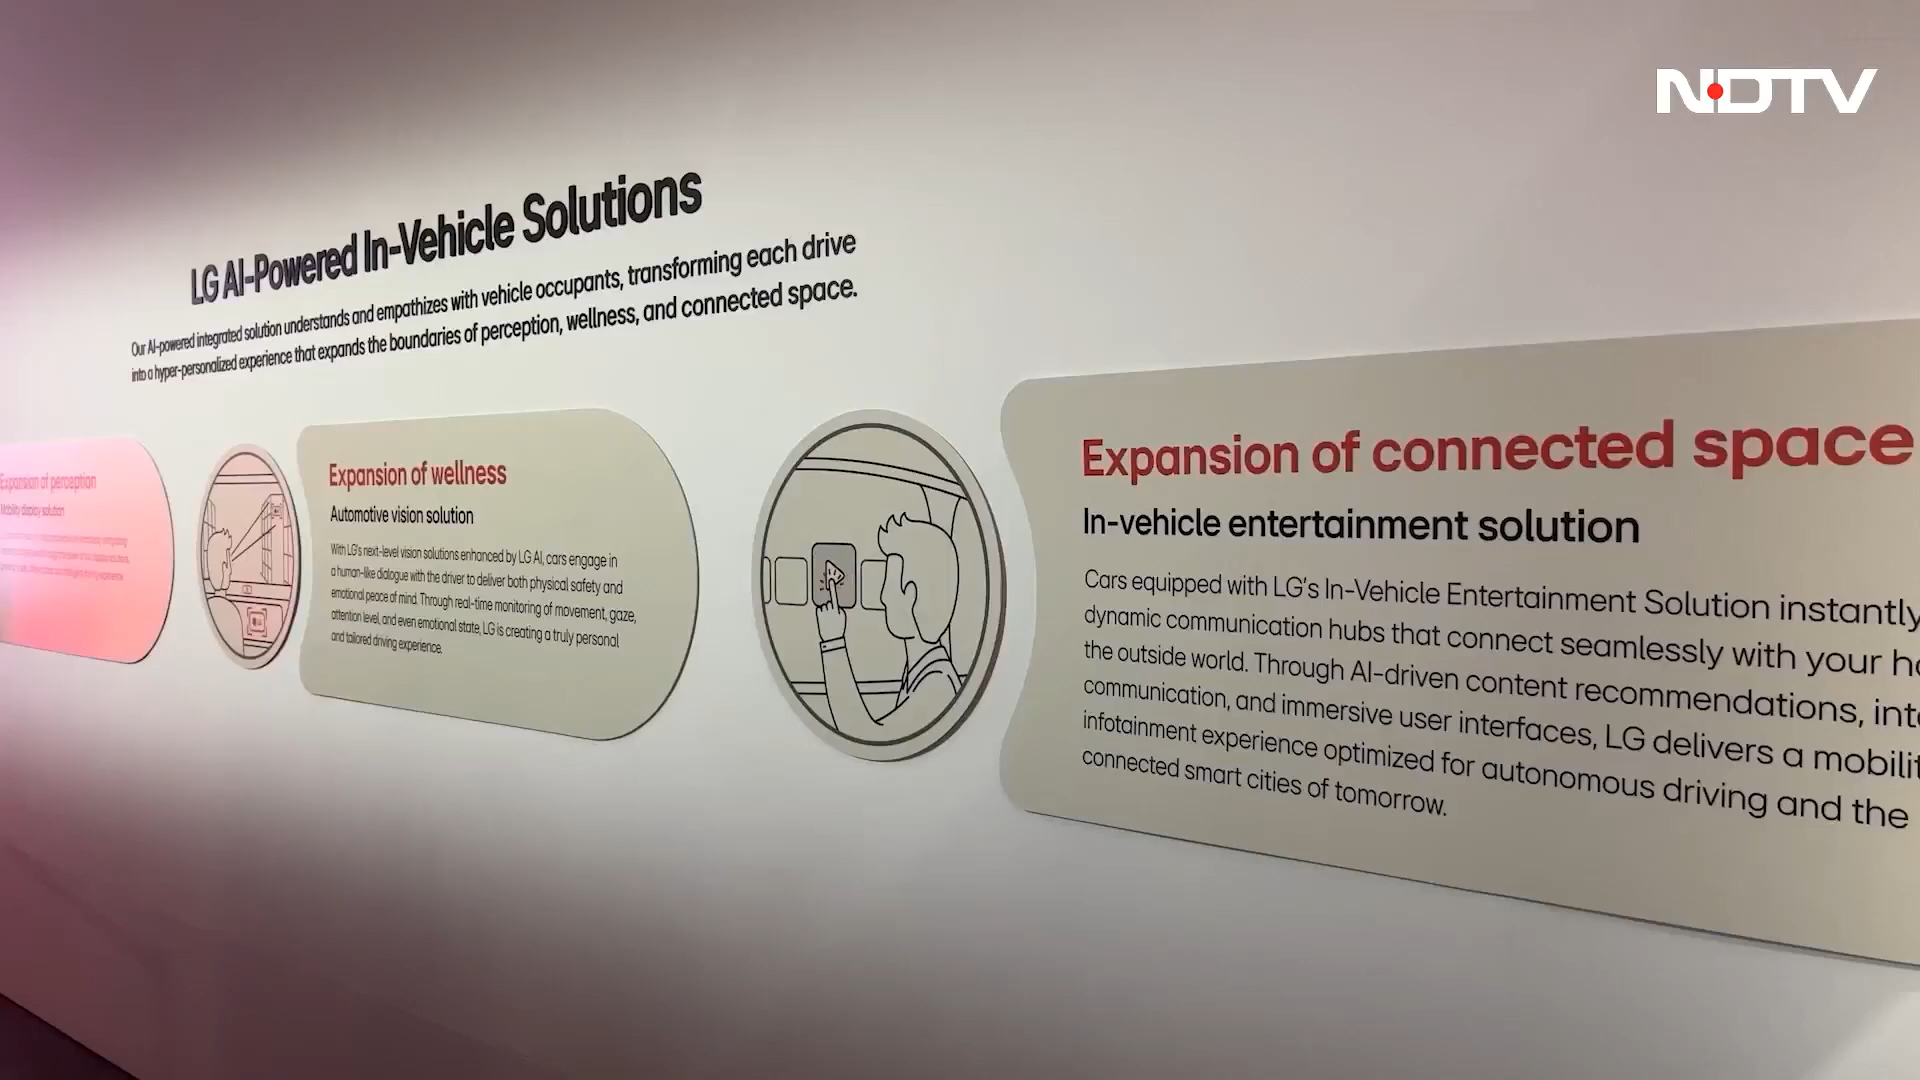 NDTV
LG AI-Powered In-Vehicle Solutions
Our AI-powered integrated solution understands and empathizes with vehicle occupants, transforming each drive
into a hyper-personalized experience that expands the boundaries of perception, wellness, and connected space.
Expansion of perception
Mobility display solution
Expansion of wellness
Automotive vision solution
With LG's next-level vision solutions enhanced by LG AI, cars engage in
a human-like dialogue with the driver to deliver both physical safety and
emotional peace of mind. Through real-time monitoring of movement, gaze,
attention level, and even emotional state, LG is creating a truly personal
and tailored driving experience.
Expansion of connected space
In-vehicle entertainment solution
Cars equipped with LG's In-Vehicle Entertainment Solution instantly
dynamic communication hubs that connect seamlessly with your
the outside world. Through AI-driven content recommendations,
communication, and immersive user interfaces, LG delivers a
infotainment experience optimized for autonomous driving and the
connected smart cities of tomorrow.